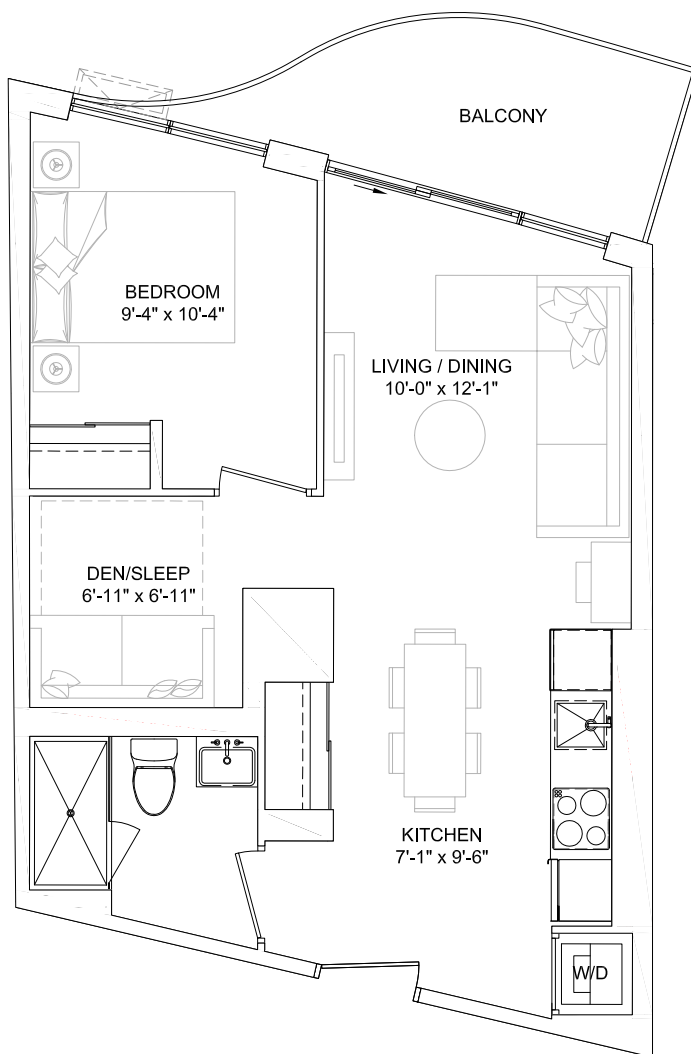 BALCONY
BEDROOM
9'-4" x 10'-4"
LIVING / DINING
10'-0" x 12'-1"
DEN/SLEEP
6'-11" x 6'-11"
KITCHEN
7'-1" x 9'-6"
W/D